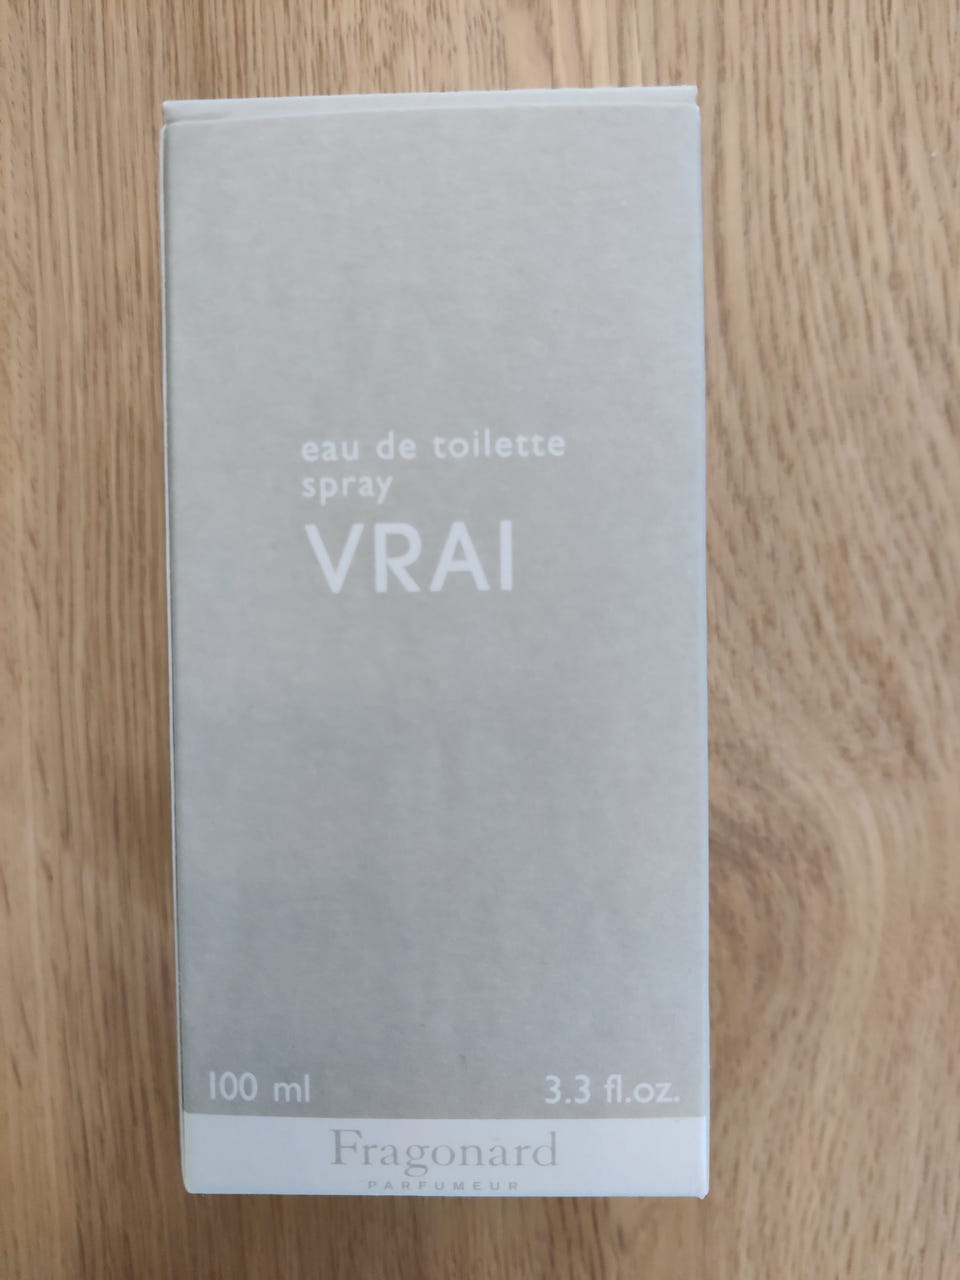 eau de toilette
spray
VRAI
100 ml 3.3 fl.oz.
Fragonard
PARFUMEUR